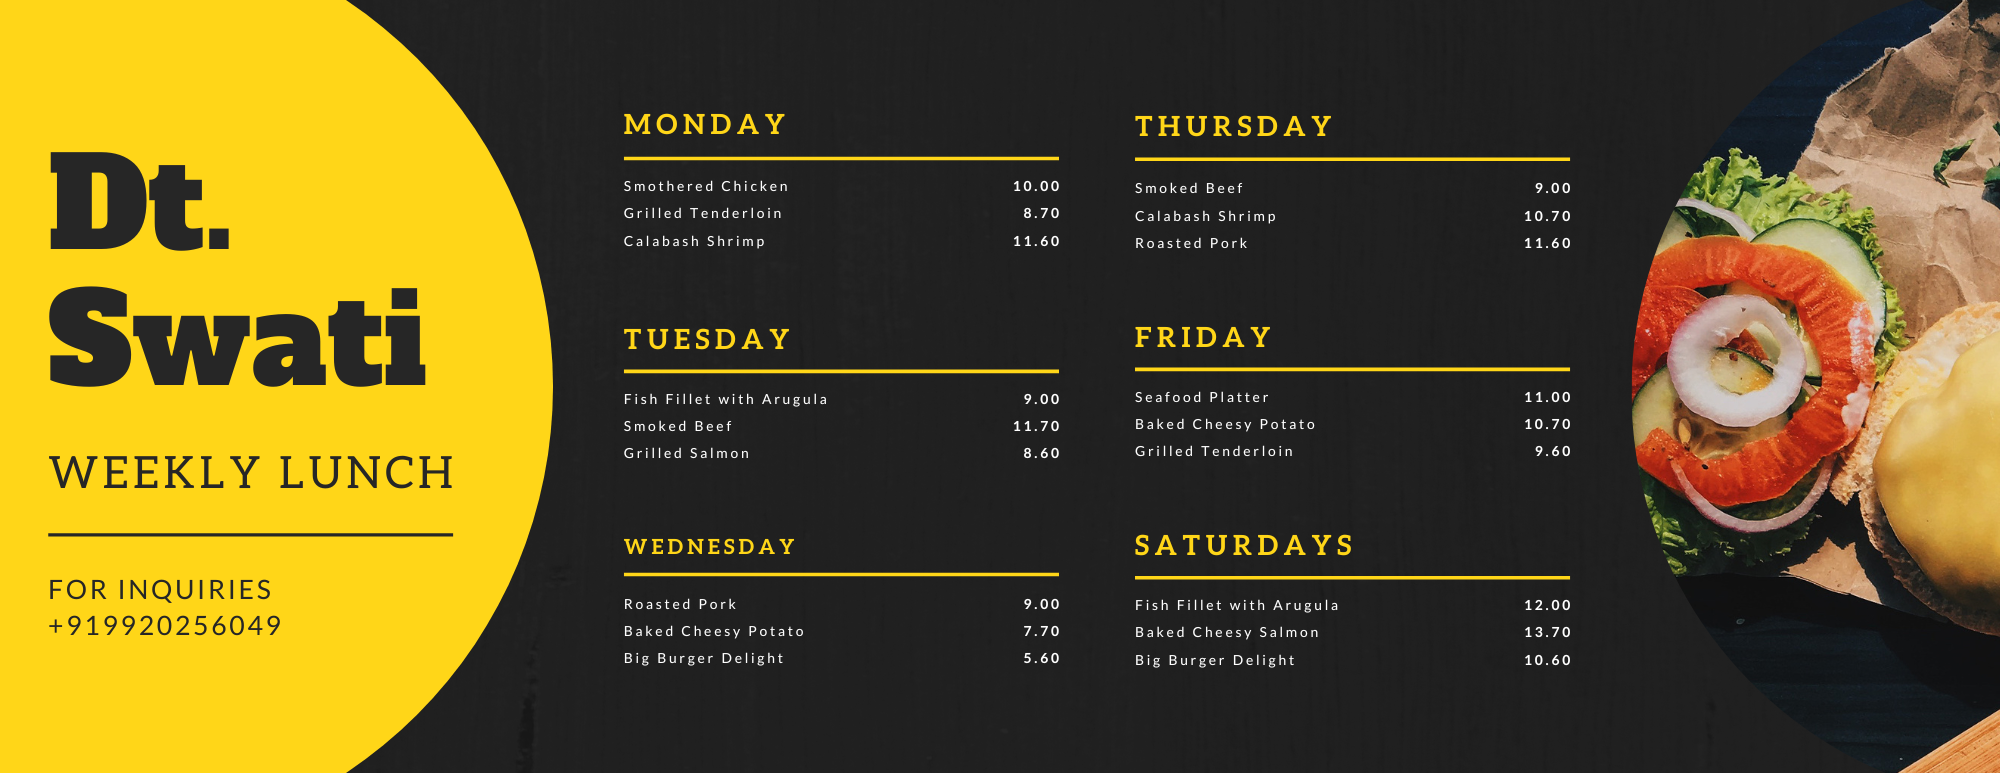 Dt.
Swati
WEEKLY LUNCH
FOR INQUIRIES
+919920256049
MONDAY
Smothered Chicken 10.00
Grilled Tenderloin 8.70
Calabash Shrimp 11.60
TUESDAY
Fish Fillet with Arugula 9.00
Smoked Beef 11.70
Grilled Salmon 8.60
WEDNESDAY
Roasted Pork 9.00
Baked Cheesy Potato 7.70
Big Burger Delight 5.60
THURSDAY
Smoked Beef 9.00
Calabash Shrimp 10.70
Roasted Pork 11.60
FRIDAY
Seafood Platter 11.00
Baked Cheesy Potato 10.70
Grilled Tenderloin 9.60
SATURDAYS
Fish Fillet with Arugula 12.00
Baked Cheesy Salmon 13.70
Big Burger Delight 10.60